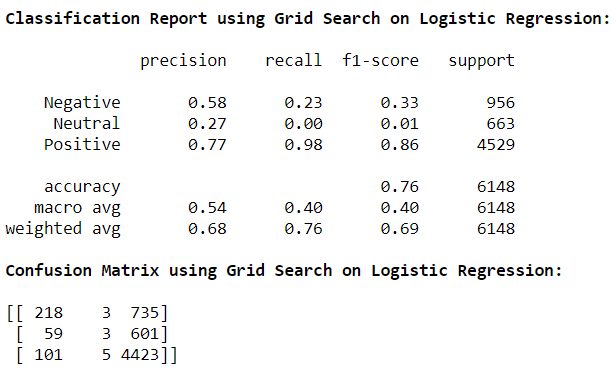 Classification Report using Grid Search on Logistic Regression:
precision recall f1-score support
Negative 0.58 0.23 0.33 956
Neutral 0.27 0.00 0.01 663
Positive 0.77 0.98 0.86 4529
accuracy 0.76 6148
macro avg 0.54 0.40 0.40 6148
weighted avg 0.68 0.76 0.69 6148
Confusion Matrix using Grid Search on Logistic Regression:
[[ 218 3 735]
[ 59 3 601]
[ 101 5 4423]]